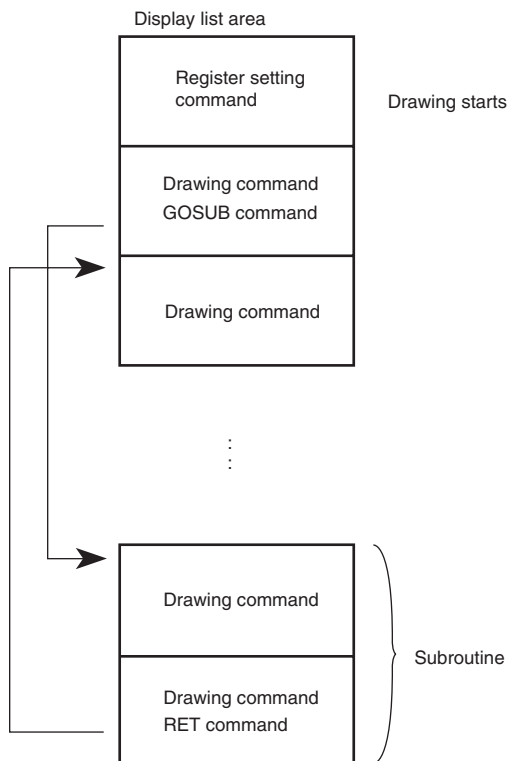 Display list area
Register setting
command
Drawing starts
Drawing command
GOSUB command
Drawing command
Drawing command
Subroutine
Drawing command
RET command